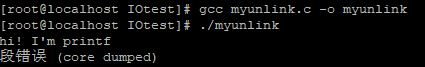 [root@localhost IOtest]# gcc myunlink.c -o myunlink
[root@localhost IOtest]# ./myunlink
hi! I'm printf
段错误 (core dumped)